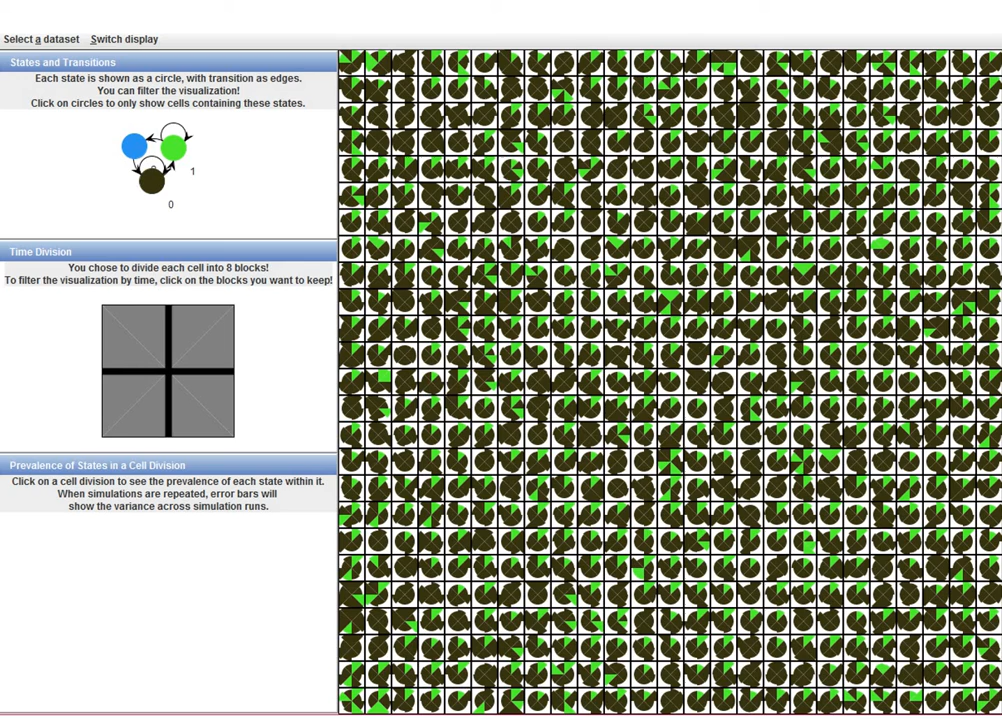 Select a dataset Switch display
States and Transitions
Each state is shown as a circle, with transition as edges.
You can filter the visualization!
Click on circles to only show cells containing these states.
1
0
Time Division
You chose to divide each cell into 8 blocks!
To filter the visualization by time, click on the blocks you want to keep!
Prevalence of States in a Cell Division
Click on a cell division to see the prevalence of each state within it.
When simulations are repeated, error bars will
show the variance across simulation runs.